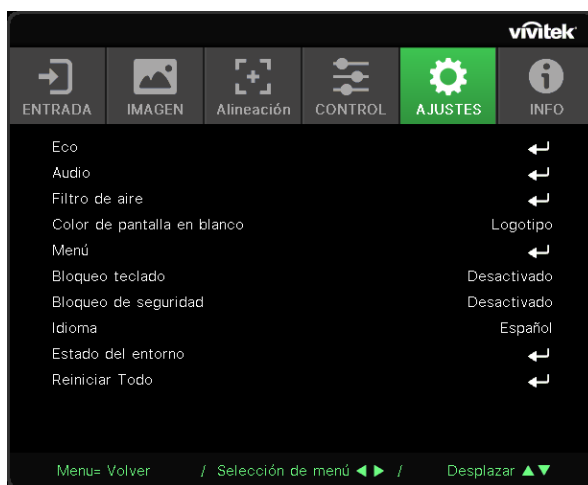 vivitek
ENTRADA IMAGEN Alineación CONTROL AJUSTES INFO
Eco
Audio
Filtro de aire
Color de pantalla en blanco Logotipo
Menú
Bloqueo teclado Desactivado
Bloqueo de seguridad Desactivado
Idioma Español
Estado del entorno
Reiniciar Todo
Menu= Volver / Selección de menú ◀ ▶ / Desplazar ▲▼